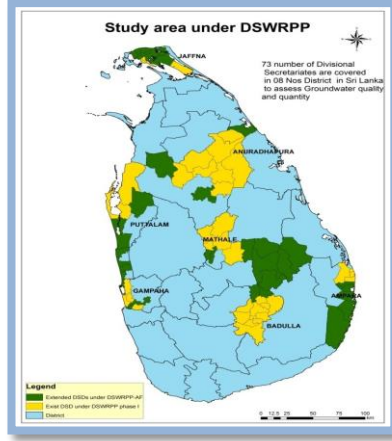 Study area under DSWRPP
JAFFNA
73 number of Divisional
Secretariates are covered
in 08 Nos District in Sri Lanka
to assess Groundwater quality
and quantity
ANURADHAPURA
PUTTALAM
MATHALE
GAMPAHA
AMPARA
BADULLA
Legend
Extended DSDs under DSWRPP-AF
Exist DSD under DSWRPP phase I
District
0 12.5 25 50 75 100